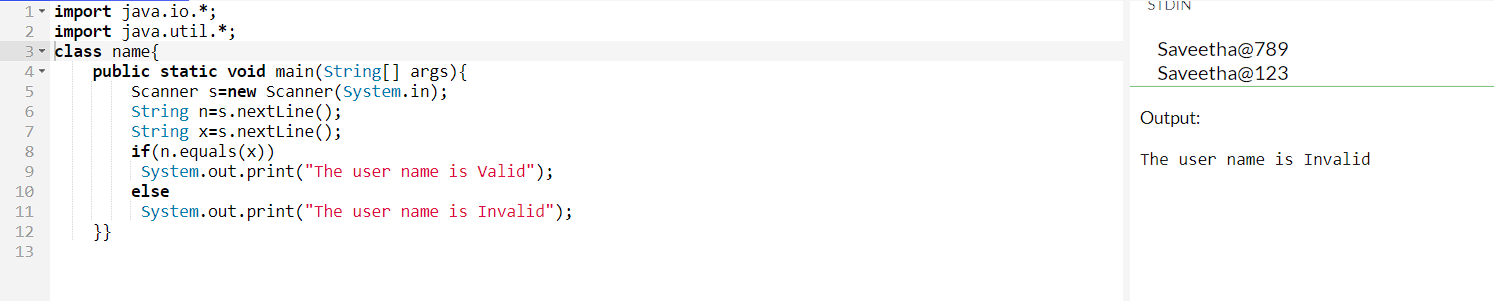 1 import java.io.*;
2 import java.util.*;
3 class name{
4     public static void main(String[] args){
5         Scanner s=new Scanner(System.in);
6         String n=s.nextLine();
7         String x=s.nextLine();
8         if(n.equals(x))
9          System.out.print("The user name is Valid");
10         else
11          System.out.print("The user name is Invalid");
12     }}
13
STDIN
Saveetha@789
Saveetha@123
Output:
The user name is Invalid